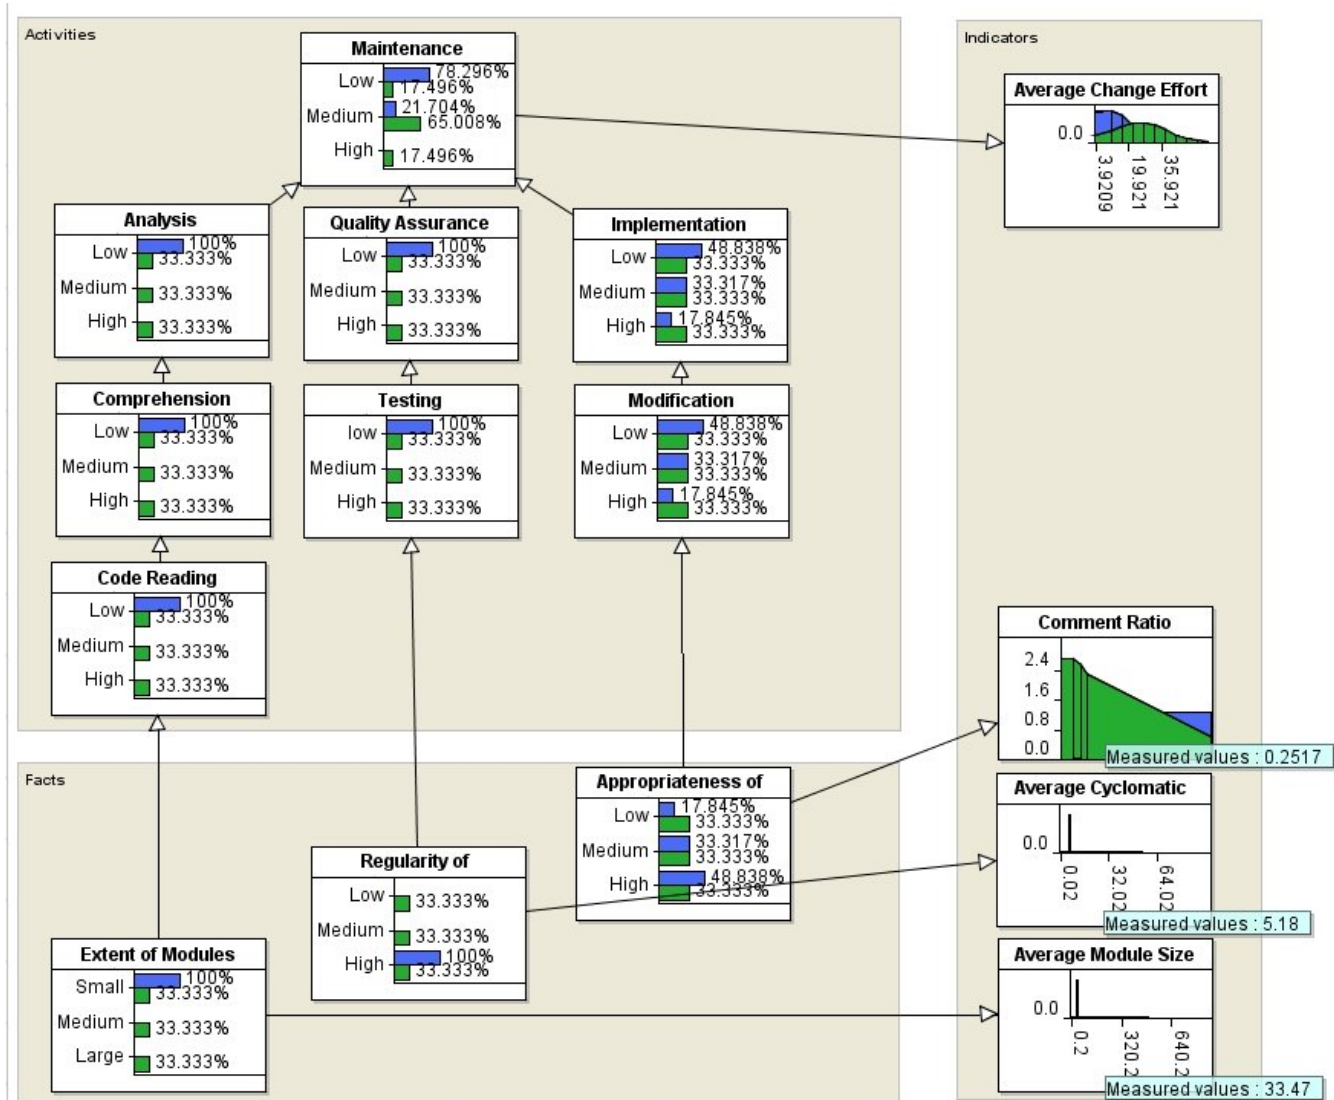 Activities
Indicators
Maintenance
Low
78.296%
17.496%
Medium
21.704%
65.008%
High
17.496%
Average Change Effort
0.0
3.9209
19.921
35.921
Analysis
Low
100%
33.333%
Medium
33.333%
High
33.333%
Quality Assurance
Low
100%
33.333%
Medium
33.333%
High
33.333%
Implementation
Low
48.838%
33.333%
Medium
33.317%
33.333%
High
17.845%
33.333%
Comprehension
Low
100%
33.333%
Medium
33.333%
High
33.333%
Testing
low
100%
33.333%
Medium
33.333%
High
33.333%
Modification
Low
48.838%
33.333%
Medium
33.317%
33.333%
High
17.845%
33.333%
Code Reading
Low
100%
33.333%
Medium
33.333%
High
33.333%
Comment Ratio
2.4
1.6
0.8
0.0
Measured values : 0.2517
Facts
Appropriateness of
Low
17.845%
33.333%
Medium
33.317%
33.333%
High
48.838%
33.333%
Average Cyclomatic
0.0
0.02
32.02
64.02
Measured values : 5.18
Regularity of
Low
33.333%
Medium
33.333%
High
100%
33.333%
Extent of Modules
Small
100%
33.333%
Medium
33.333%
Large
33.333%
Average Module Size
0.0
0.2
320.2
640.2
Measured values : 33.47